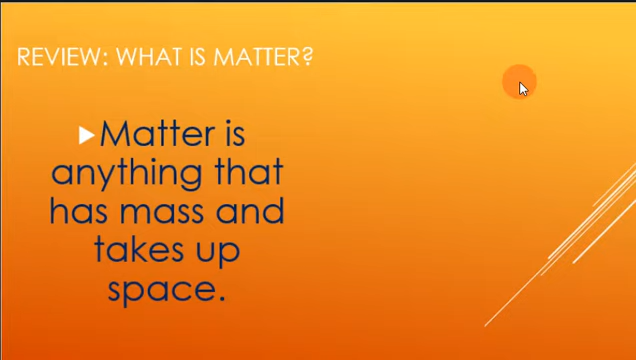 REVIEW: WHAT IS MATTER?
Matter is
anything that
has mass and
takes up
space.